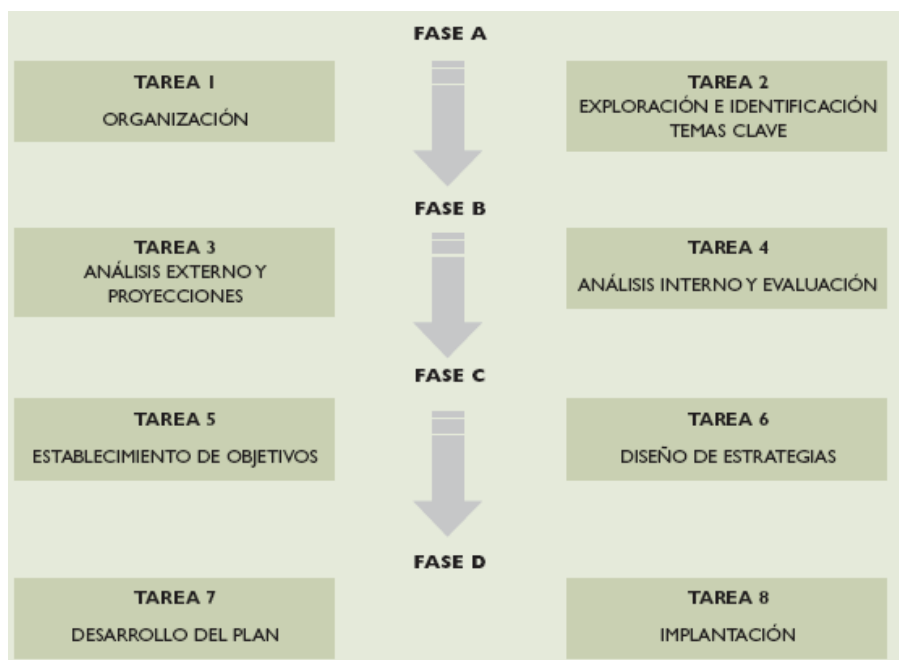 FASE A
TAREA 1
ORGANIZACIÓN
TAREA 2
EXPLORACIÓN E IDENTIFICACIÓN
TEMAS CLAVE
FASE B
TAREA 3
ANÁLISIS EXTERNO Y
PROYECCIONES
TAREA 4
ANÁLISIS INTERNO Y EVALUACIÓN
FASE C
TAREA 5
ESTABLECIMIENTO DE OBJETIVOS
TAREA 6
DISEÑO DE ESTRATEGIAS
FASE D
TAREA 7
DESARROLLO DEL PLAN
TAREA 8
IMPLANTACIÓN